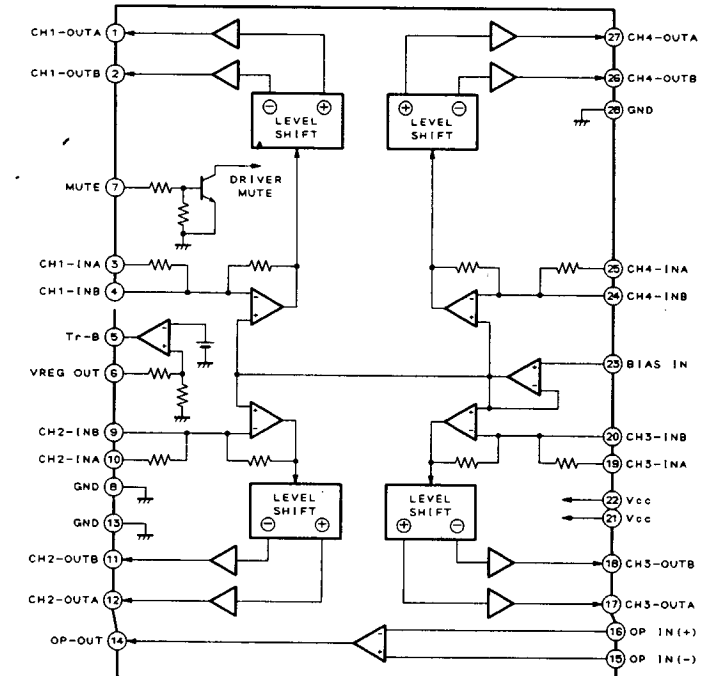 CH1-OUTA 1
CH1-OUTB 2
LEVEL SHIFT
− +
MUTE 7
DRIVER MUTE
CH1-INA 3
CH1-INB 4
Tr-B 5
VREG OUT 6
CH2-INB 9
CH2-INA 10
GND 8
GND 13
LEVEL SHIFT
− +
CH2-OUTB 11
CH2-OUTA 12
OP-OUT 14
27 CH4-OUTA
26 CH4-OUTB
28 GND
+ −
LEVEL SHIFT
25 CH4-INA
24 CH4-INB
23 BIAS IN
20 CH3-INB
19 CH3-INA
22 Vcc
21 Vcc
LEVEL SHIFT
+ −
18 CH3-OUTB
17 CH3-OUTA
16 OP IN(+)
15 OP IN(-)